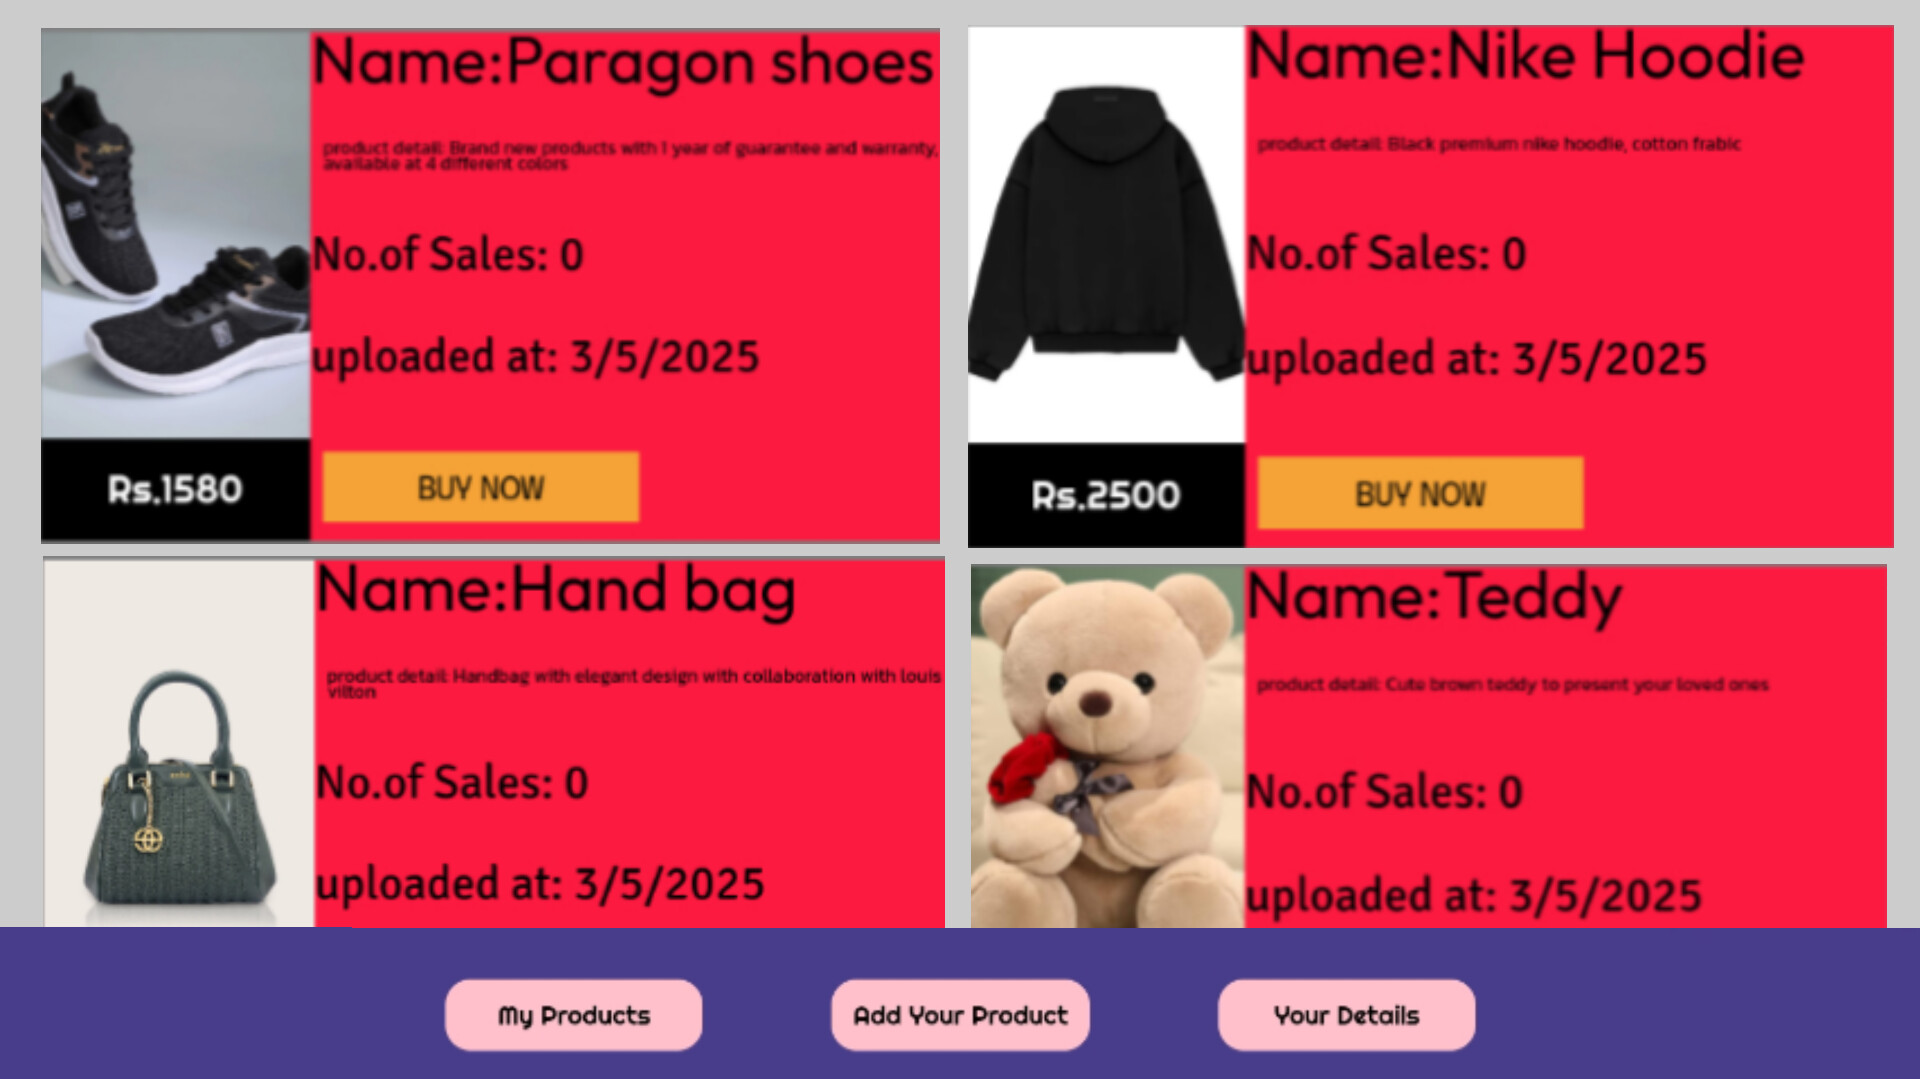 Name:Paragon shoes
product detail: Brand new products with 1 year of guarantee and warranty,
available at 4 different colors
No.of Sales: 0
uploaded at: 3/5/2025
Rs.1580
BUY NOW
Name:Nike Hoodie
product detail: Black premium nike hoodie, cotton frabic
No.of Sales: 0
uploaded at: 3/5/2025
Rs.2500
BUY NOW
Name:Hand bag
product detail: Handbag with elegant design with collaboration with louis
vilton
No.of Sales: 0
uploaded at: 3/5/2025
Name:Teddy
product detail: Cute brown teddy to present your loved ones
No.of Sales: 0
uploaded at: 3/5/2025
My Products
Add Your Product
Your Details